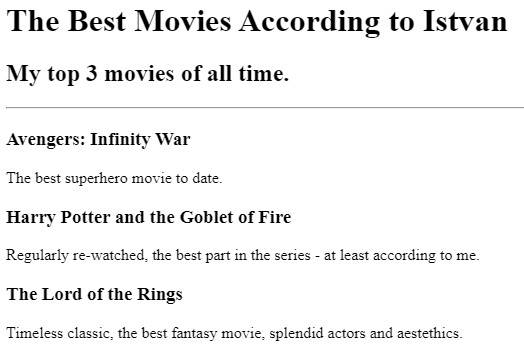 The Best Movies According to Istvan
My top 3 movies of all time.
Avengers: Infinity War
The best superhero movie to date.
Harry Potter and the Goblet of Fire
Regularly re-watched, the best part in the series - at least according to me.
The Lord of the Rings
Timeless classic, the best fantasy movie, splendid actors and aestethics.